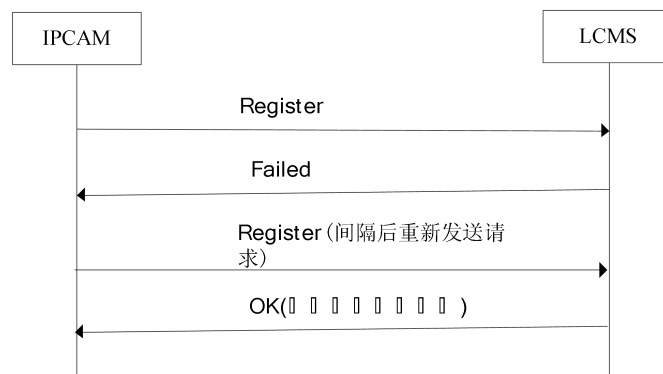 IPCAM
LCMS
Register
Failed
Register(间隔后重新发送请
求)
OK( )